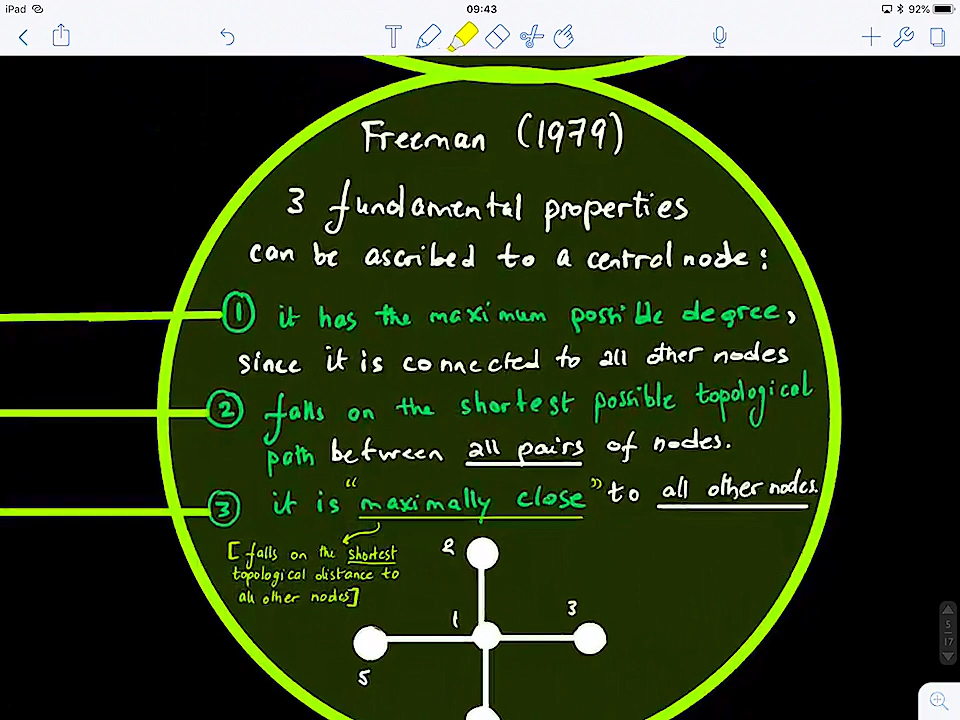 iPad 09:43 92%
T
Freeman (1979)
3 fundamental properties
can be ascribed to a central node :
1 it has the maximum possible degree,
since it is connected to all other nodes
2 falls on the shortest possible topological
path between all pairs of nodes.
3 it is "maximally close" to all other nodes.
[falls on the shortest
topological distance to
all other nodes]
2
1
3
5
5
17